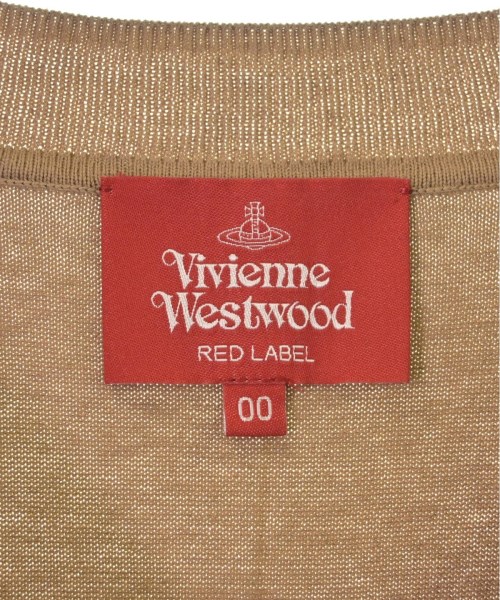 Vivienne
Westwood
RED LABEL
00